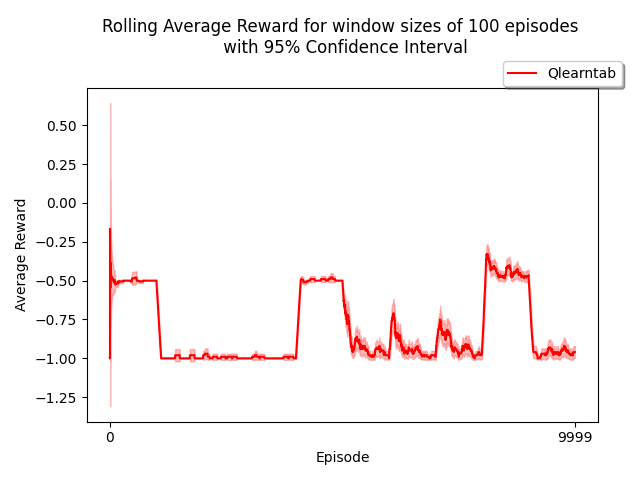 Rolling Average Reward for window sizes of 100 episodes
with 95% Confidence Interval
Qlearntab
0.50
0.25
0.00
−0.25
−0.50
−0.75
−1.00
−1.25
Average Reward
0
9999
Episode